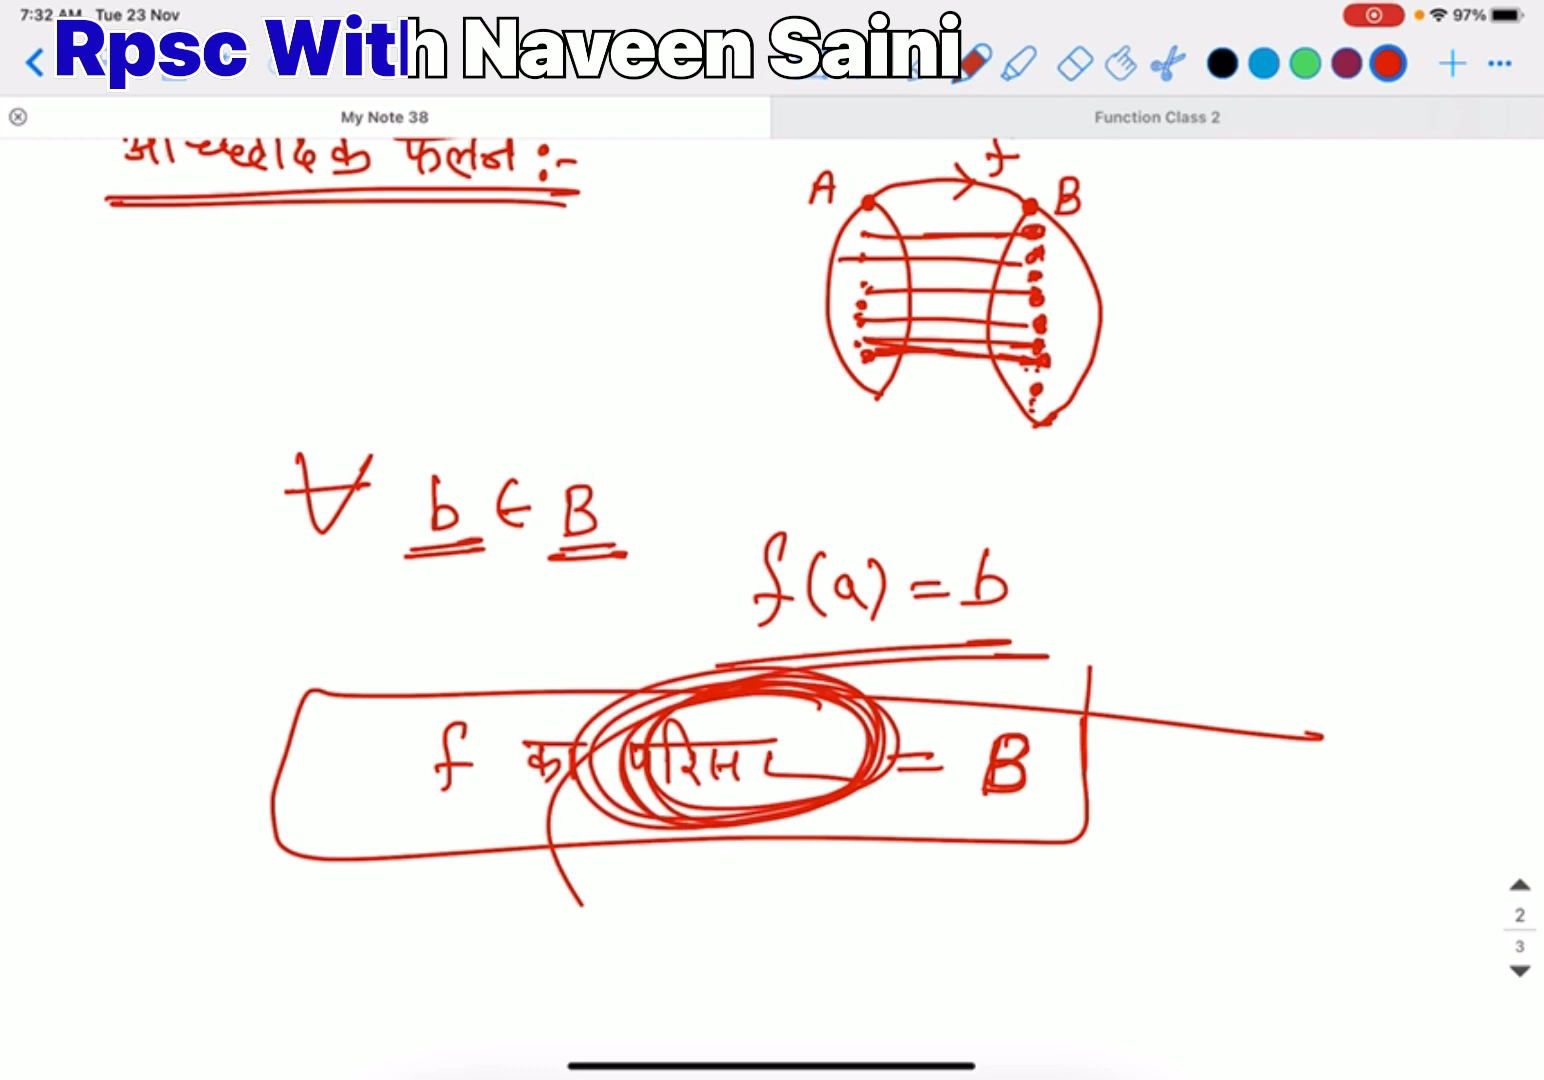 7:32 AM Tue 23 Nov
97%
Rpsc With Naveen Saini
My Note 38
Function Class 2
आच्छादक फलन :-
f
A
B
∀ b ∈ B
f(a) = b
f का परिसर = B
2
3